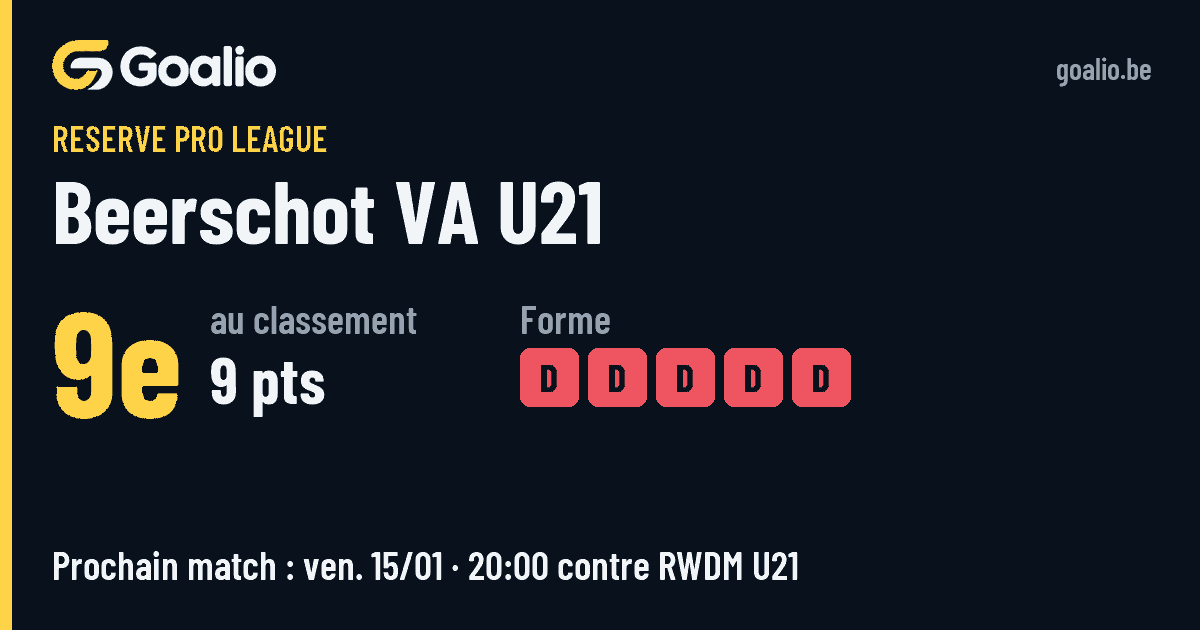 Goalio
goalio.be
RESERVE PRO LEAGUE
Beerschot VA U21
9e
au classement
9 pts
Forme
D D D D D
Prochain match : ven. 15/01 · 20:00 contre RWDM U21